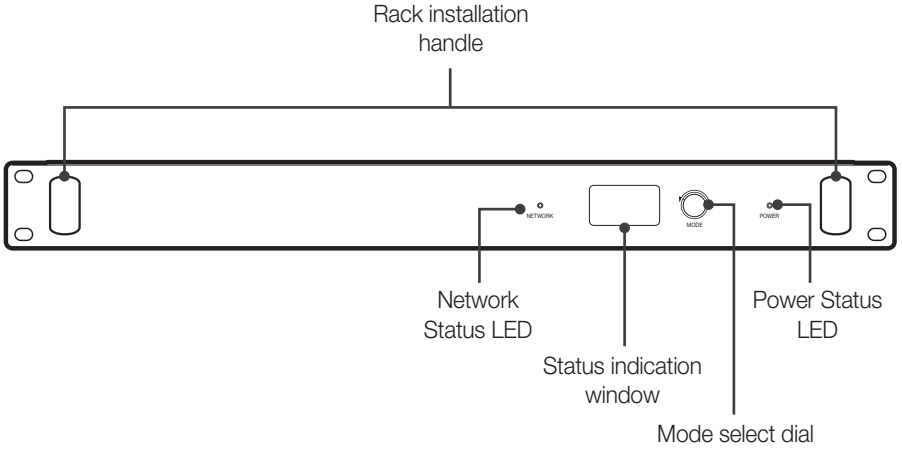 Rack installation
handle
NETWORK
MODE
POWER
Network
Status LED
Power Status
LED
Status indication
window
Mode select dial